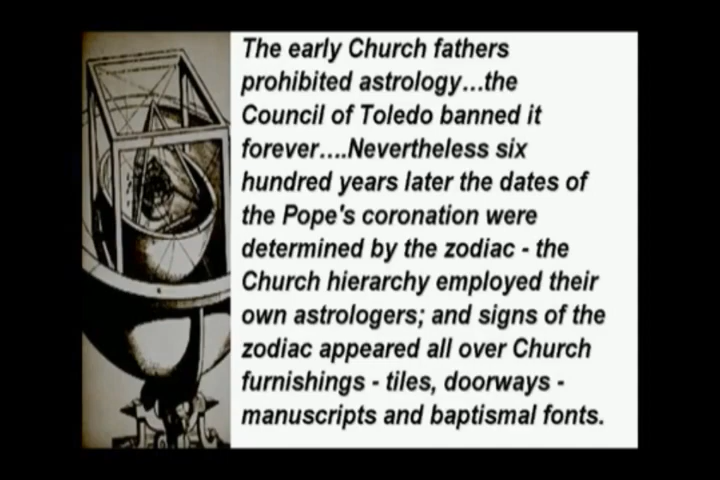 The early Church fathers
prohibited astrology...the
Council of Toledo banned it
forever....Nevertheless six
hundred years later the dates of
the Pope's coronation were
determined by the zodiac - the
Church hierarchy employed their
own astrologers; and signs of the
zodiac appeared all over Church
furnishings - tiles, doorways -
manuscripts and baptismal fonts.